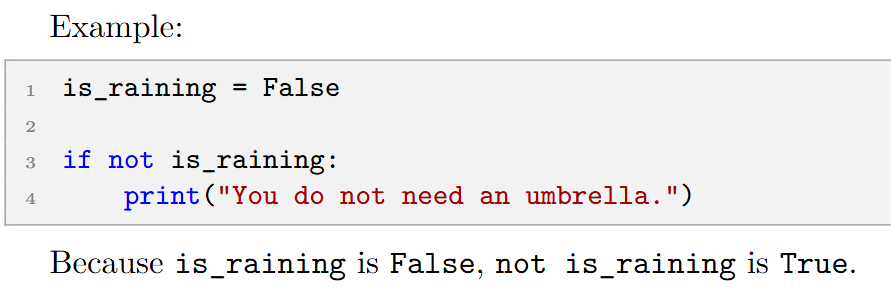 Example:
1 is_raining = False
2
3 if not is_raining:
4     print("You do not need an umbrella.")
Because is_raining is False, not is_raining is True.